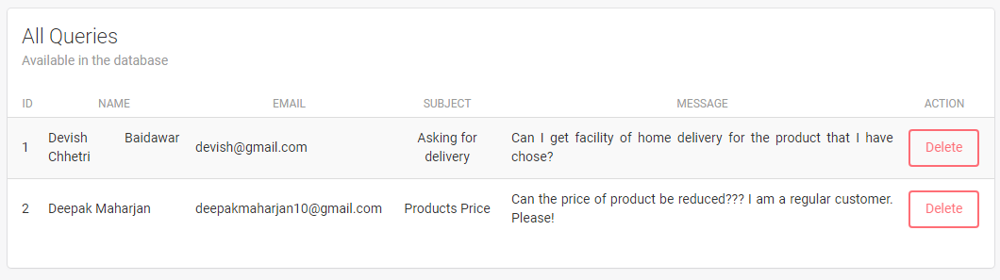 All Queries
Available in the database
ID NAME EMAIL SUBJECT MESSAGE ACTION
1 Devish Baidawar Chhetri devish@gmail.com Asking for delivery Can I get facility of home delivery for the product that I have chose? Delete
2 Deepak Maharjan deepakmaharjan10@gmail.com Products Price Can the price of product be reduced??? I am a regular customer. Please! Delete